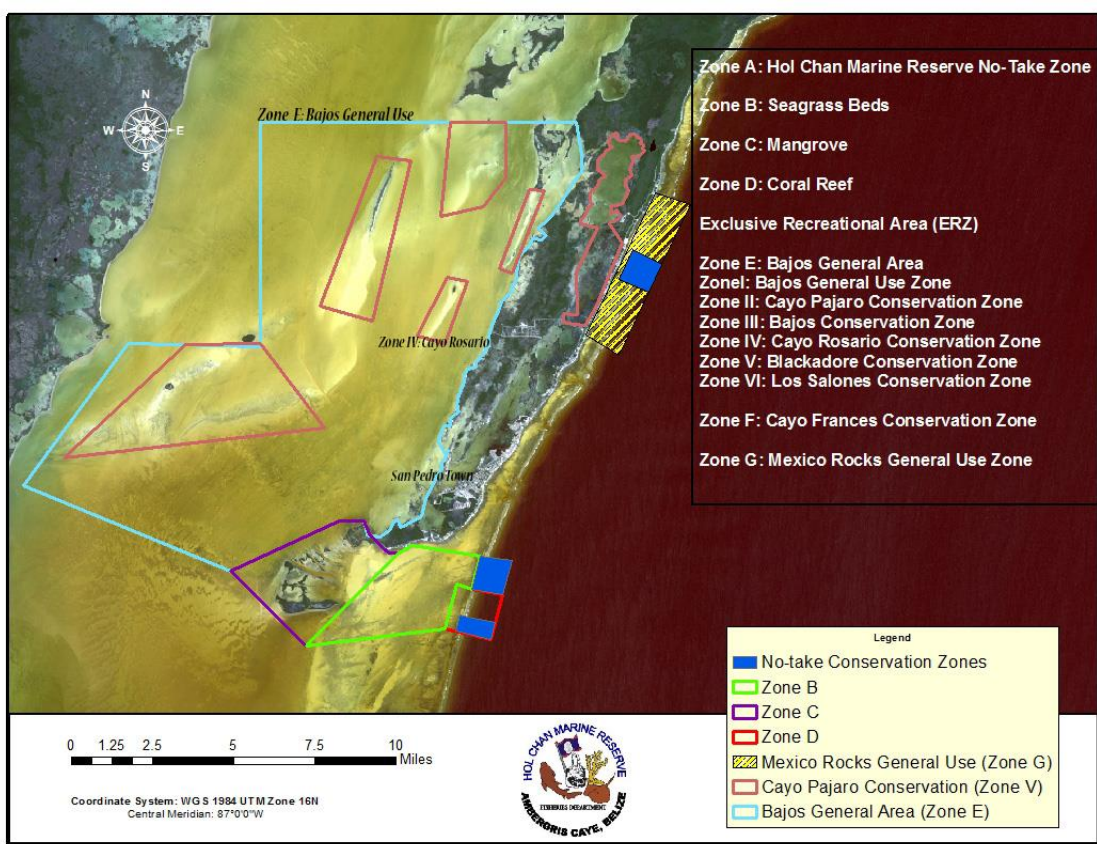 Zone E: Bajos General Use
N
W E
S
Zone IV: Cayo Rosario
San Pedro Town
Zone A: Hol Chan Marine Reserve No-Take Zone
Zone B: Seagrass Beds
Zone C: Mangrove
Zone D: Coral Reef
Exclusive Recreational Area (ERZ)
Zone E: Bajos General Area
ZoneI: Bajos General Use Zone
Zone II: Cayo Pajaro Conservation Zone
Zone III: Bajos Conservation Zone
Zone IV: Cayo Rosario Conservation Zone
Zone V: Blackadore Conservation Zone
Zone VI: Los Salones Conservation Zone
Zone F: Cayo Frances Conservation Zone
Zone G: Mexico Rocks General Use Zone
Legend
No-take Conservation Zones
Zone B
Zone C
Zone D
Mexico Rocks General Use (Zone G)
Cayo Pajaro Conservation (Zone V)
Bajos General Area (Zone E)
0 1.25 2.5 5 7.5 10
Miles
Coordinate System: WGS 1984 UTM Zone 16N
Central Meridian: 87°0'0"W
HOL CHAN MARINE RESERVE
FISHERIES DEPARTMENT
AMBERGRIS CAYE, BELIZE